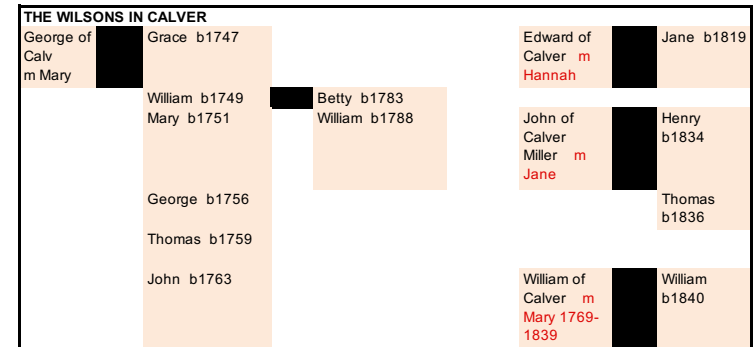 THE WILSONS IN CALVER
George of
Calv
m Mary
Grace b1747
William b1749
Mary b1751
George b1756
Thomas b1759
John b1763
Betty b1783
William b1788
Edward of
Calver m
Hannah
Jane b1819
John of
Calver
Miller m
Jane
Henry
b1834
Thomas
b1836
William of
Calver m
Mary 1769-
1839
William
b1840